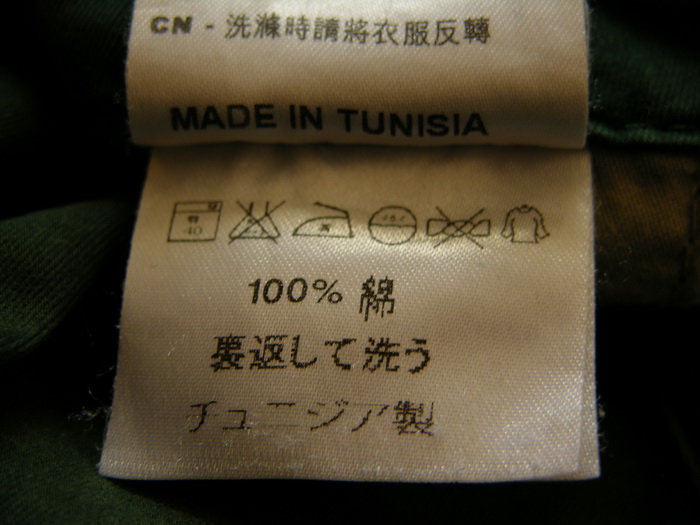 CN - 洗滌時請將衣服反轉
MADE IN TUNISIA
40
100% 綿
裏返して洗う
チュニジア製